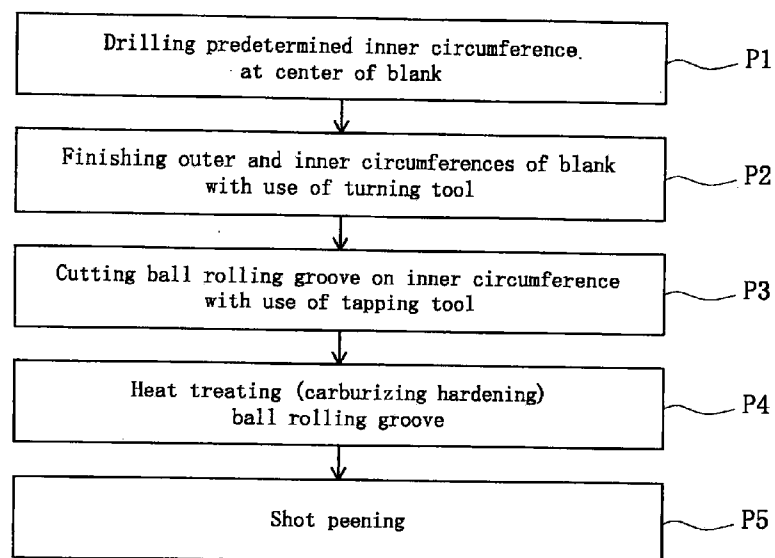 Drilling predetermined inner circumference.
at center of blank
P1
Finishing outer and inner circumferences of blank
with use of turning tool
P2
Cutting ball rolling groove on inner circumference
with use of tapping tool
P3
Heat treating (carburizing hardening)
ball rolling groove
P4
Shot peening
P5